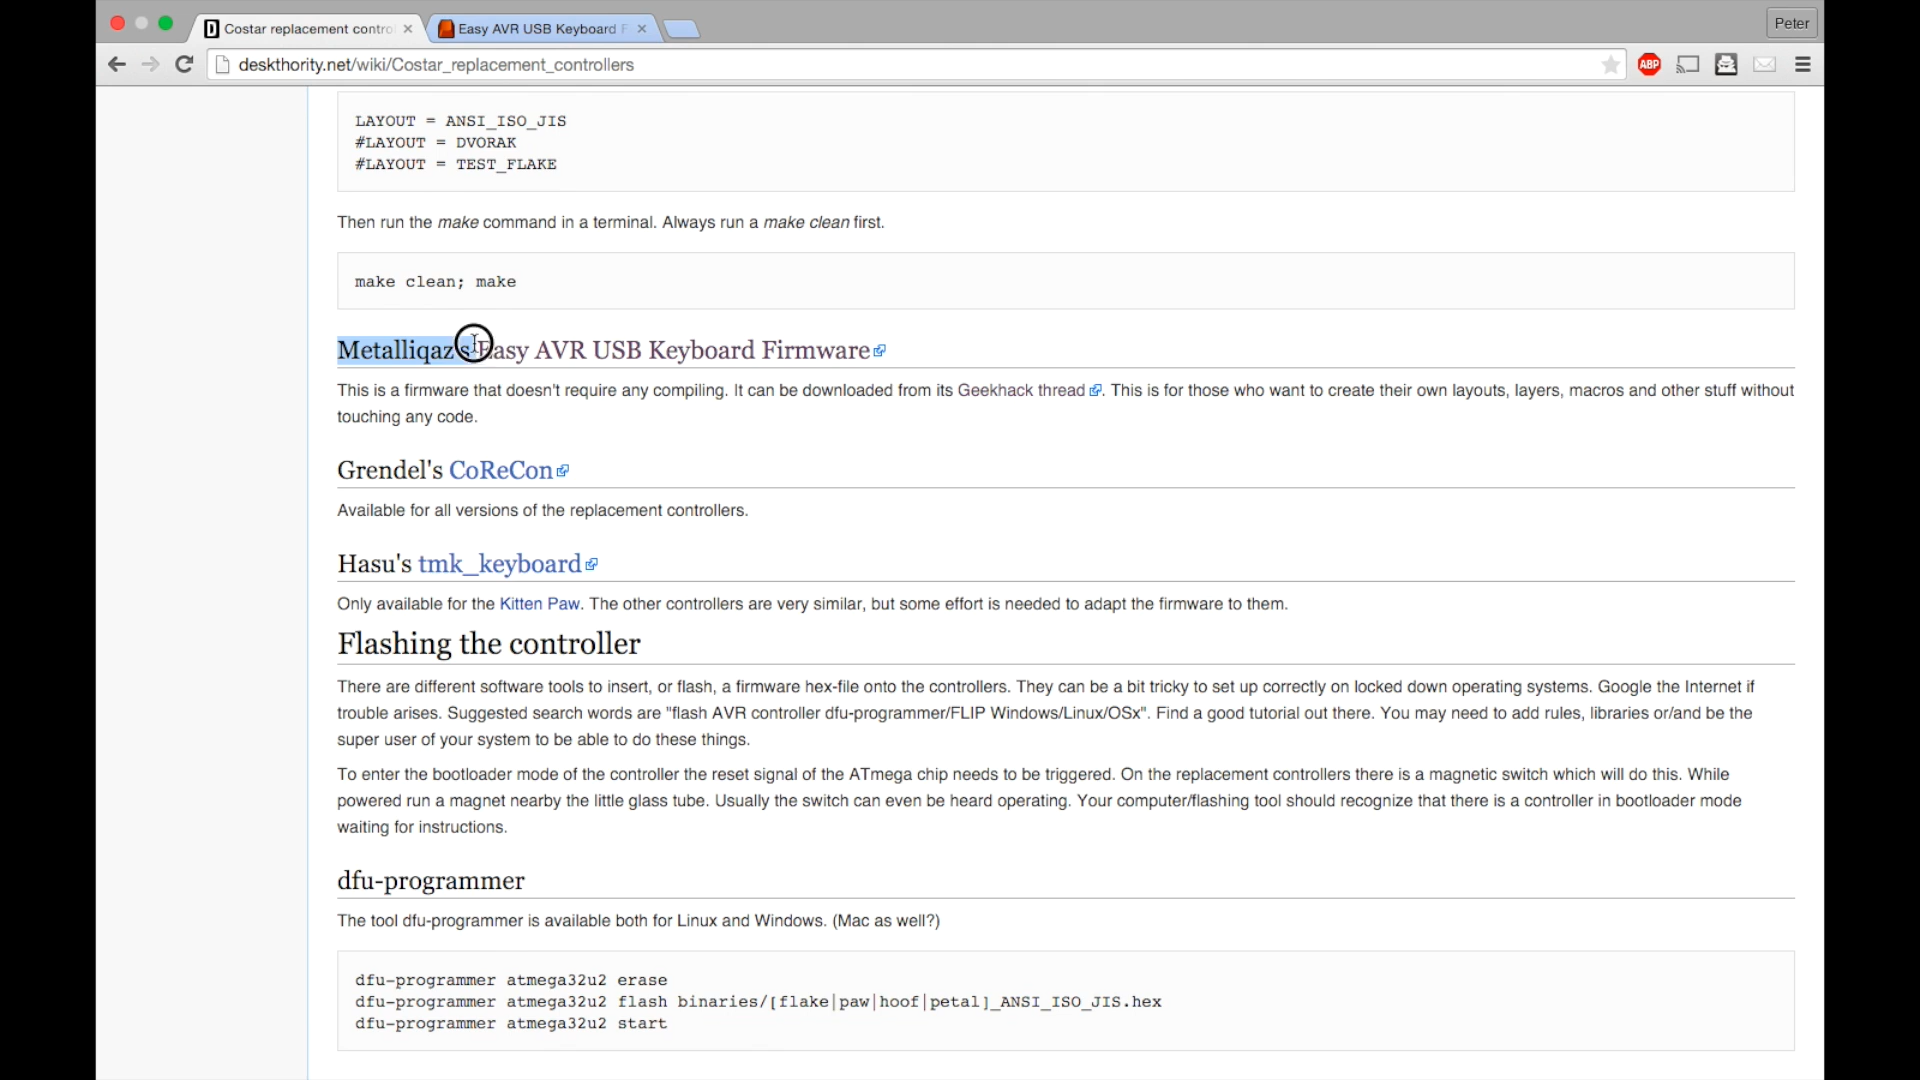 Costar replacement contro
Easy AVR USB Keyboard F
Peter
deskthority.net/wiki/Costar_replacement_controllers
ABP
LAYOUT = ANSI_ISO_JIS
#LAYOUT = DVORAK
#LAYOUT = TEST_FLAKE
Then run the make command in a terminal. Always run a make clean first.
make clean; make
Metalliqaz's Easy AVR USB Keyboard Firmware
This is a firmware that doesn't require any compiling. It can be downloaded from its Geekhack thread. This is for those who want to create their own layouts, layers, macros and other stuff without
touching any code.
Grendel's CoReCon
Available for all versions of the replacement controllers.
Hasu's tmk_keyboard
Only available for the Kitten Paw. The other controllers are very similar, but some effort is needed to adapt the firmware to them.
Flashing the controller
There are different software tools to insert, or flash, a firmware hex-file onto the controllers. They can be a bit tricky to set up correctly on locked down operating systems. Google the Internet if
trouble arises. Suggested search words are "flash AVR controller dfu-programmer/FLIP Windows/Linux/OSx". Find a good tutorial out there. You may need to add rules, libraries or/and be the
super user of your system to be able to do these things.
To enter the bootloader mode of the controller the reset signal of the ATmega chip needs to be triggered. On the replacement controllers there is a magnetic switch which will do this. While
powered run a magnet nearby the little glass tube. Usually the switch can even be heard operating. Your computer/flashing tool should recognize that there is a controller in bootloader mode
waiting for instructions.
dfu-programmer
The tool dfu-programmer is available both for Linux and Windows. (Mac as well?)
dfu-programmer atmega32u2 erase
dfu-programmer atmega32u2 flash binaries/[flake|paw|hoof|petal]_ANSI_ISO_JIS.hex
dfu-programmer atmega32u2 start